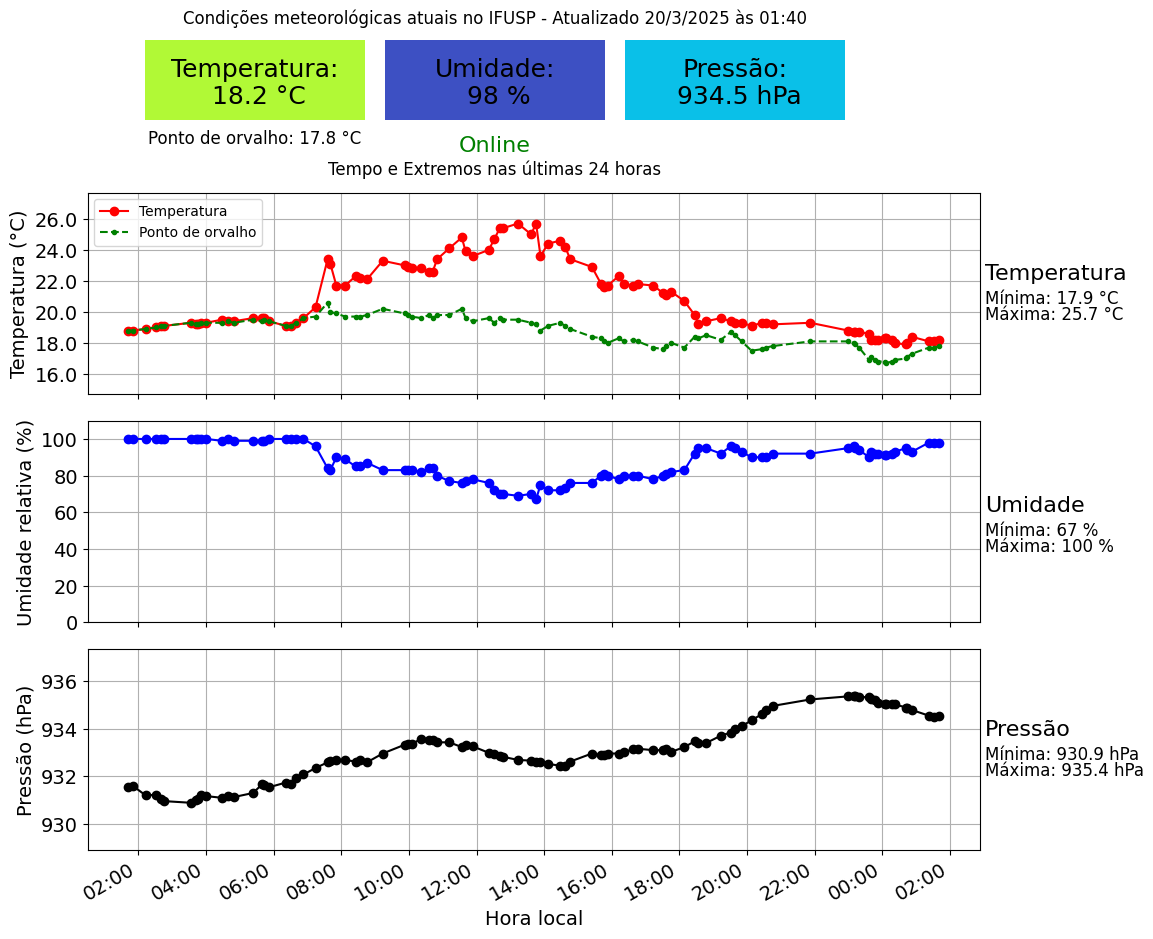 Condições meteorológicas atuais no IFUSP - Atualizado 20/3/2025 às 01:40
Temperatura:
18.2 °C
Umidade:
98 %
Pressão:
934.5 hPa
Ponto de orvalho: 17.8 °C
Online
Tempo e Extremos nas últimas 24 horas
Temperatura (°C)
26.0
24.0
22.0
20.0
18.0
16.0
Temperatura
Ponto de orvalho
Temperatura
Mínima: 17.9 °C
Máxima: 25.7 °C
Umidade relativa (%)
100
80
60
40
20
0
Umidade
Mínima: 67 %
Máxima: 100 %
Pressão (hPa)
936
934
932
930
Pressão
Mínima: 930.9 hPa
Máxima: 935.4 hPa
02:00 04:00 06:00 08:00 10:00 12:00 14:00 16:00 18:00 20:00 22:00 00:00 02:00
Hora local